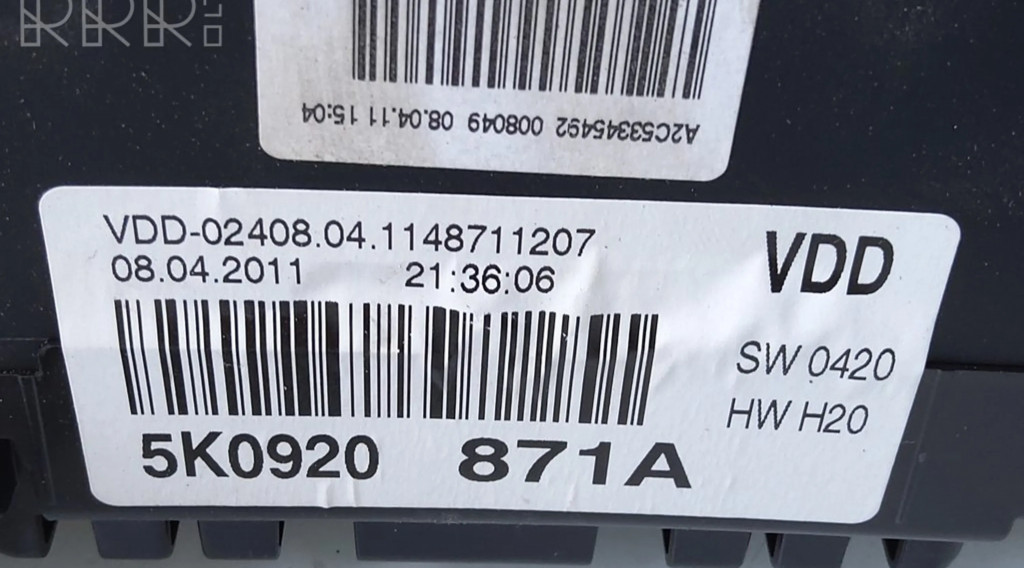 RRR
A2C53345492 008049 08.04.11 15:04
VDD-02408.04.1148711207
08.04.2011 21:36:06
VDD
SW 0420
HW H20
5K0920 871A